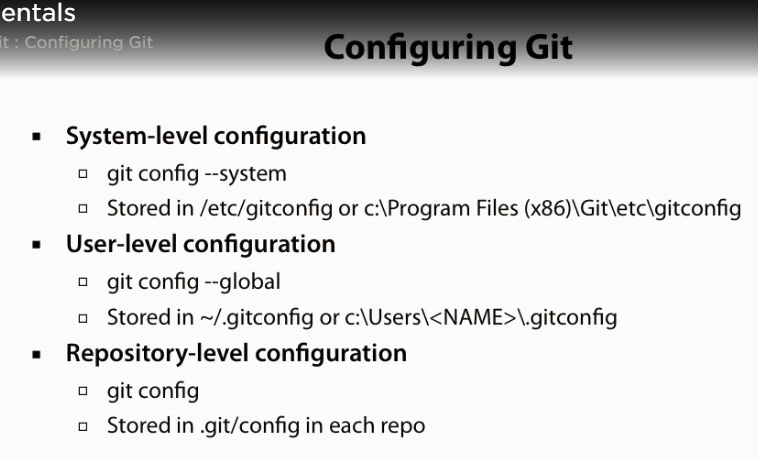 entals
it : Configuring Git
Configuring Git
▪ System-level configuration
▫ git config --system
▫ Stored in /etc/gitconfig or c:\Program Files (x86)\Git\etc\gitconfig
▪ User-level configuration
▫ git config --global
▫ Stored in ~/.gitconfig or c:\Users\<NAME>\.gitconfig
▪ Repository-level configuration
▫ git config
▫ Stored in .git/config in each repo